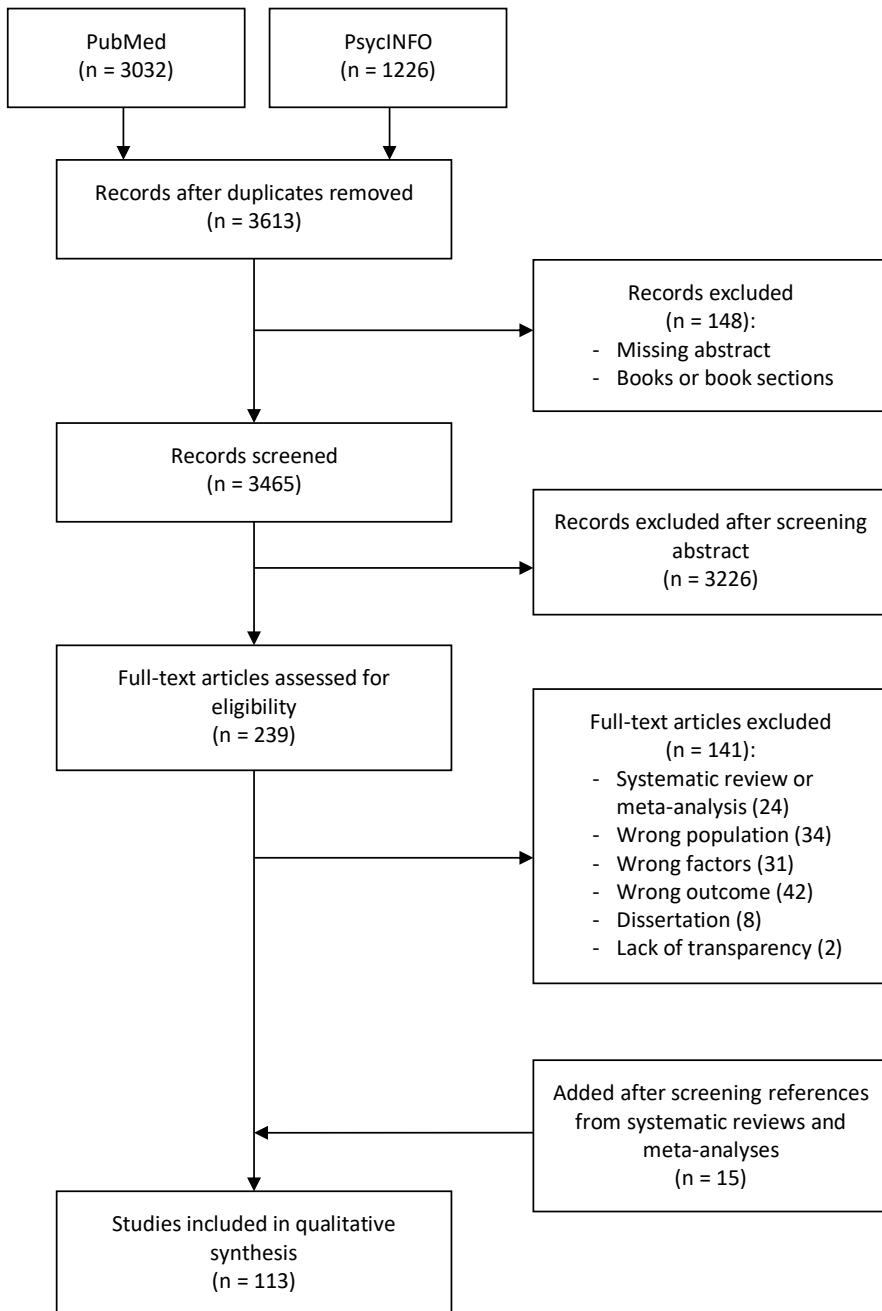 PubMed
(n = 3032)
PsycINFO
(n = 1226)
Records after duplicates removed
(n = 3613)
Records excluded
(n = 148):
- Missing abstract
- Books or book sections
Records screened
(n = 3465)
Records excluded after screening
abstract
(n = 3226)
Full-text articles assessed for
eligibility
(n = 239)
Full-text articles excluded
(n = 141):
- Systematic review or
meta-analysis (24)
- Wrong population (34)
- Wrong factors (31)
- Wrong outcome (42)
- Dissertation (8)
- Lack of transparency (2)
Added after screening references
from systematic reviews and
meta-analyses
(n = 15)
Studies included in qualitative
synthesis
(n = 113)